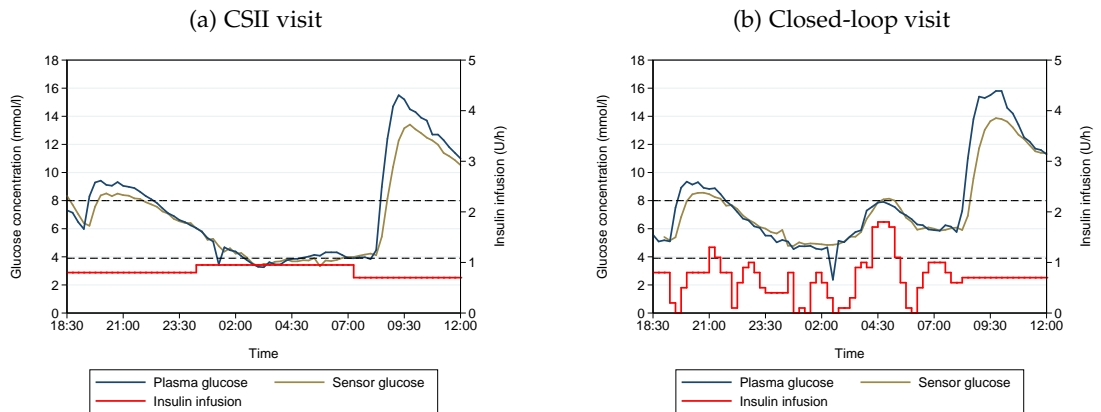 (a) CSII visit
18
16
14
12
10
8
6
4
2
0
Glucose concentration (mmol/l)
5
4
3
2
1
0
Insulin infusion (U/h)
18:30 21:00 23:30 02:00 04:30 07:00 09:30 12:00
Time
Plasma glucose Sensor glucose
Insulin infusion
(b) Closed-loop visit
18
16
14
12
10
8
6
4
2
0
Glucose concentration (mmol/l)
5
4
3
2
1
0
Insulin infusion (U/h)
18:30 21:00 23:30 02:00 04:30 07:00 09:30 12:00
Time
Plasma glucose Sensor glucose
Insulin infusion